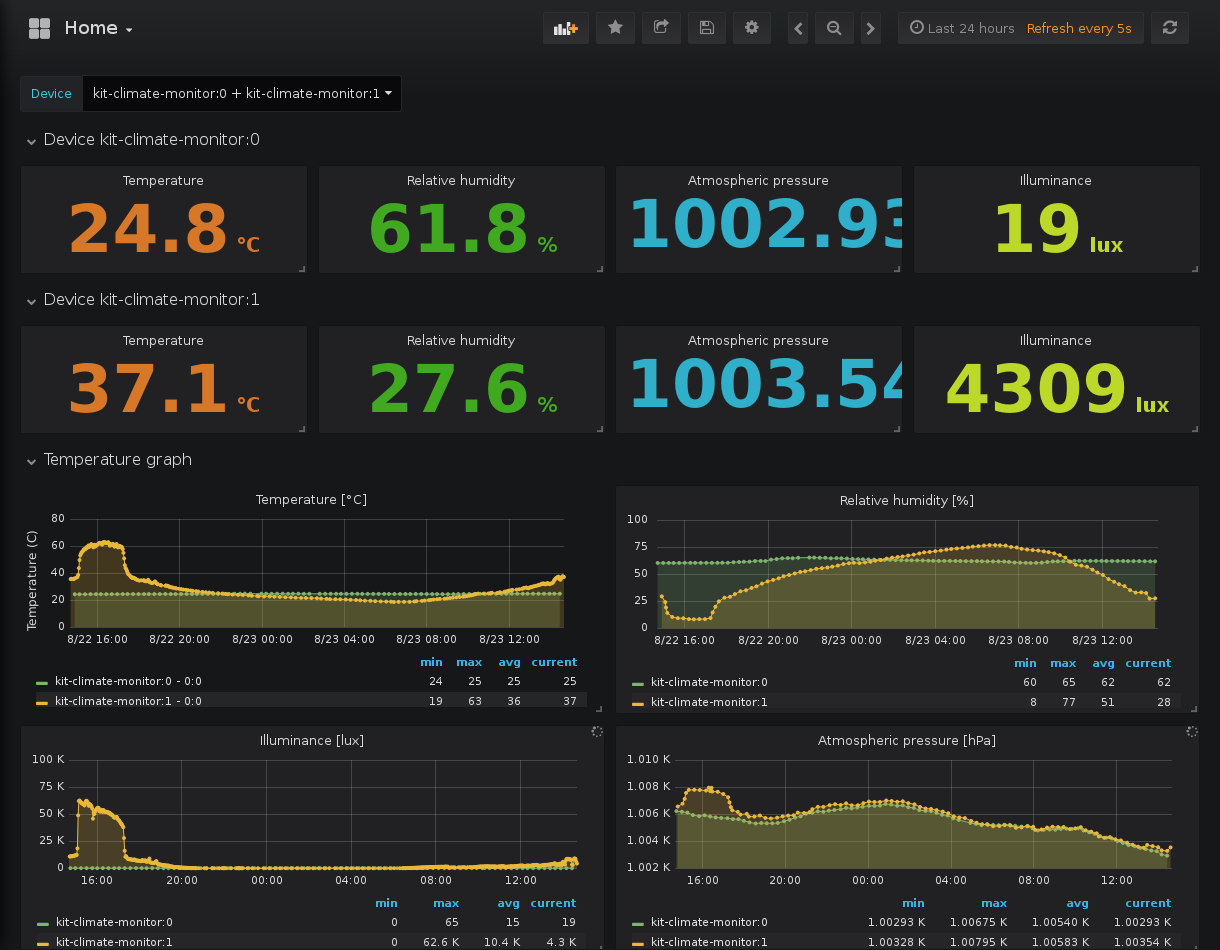 Home
Last 24 hours Refresh every 5s
Device kit-climate-monitor:0 + kit-climate-monitor:1
Device kit-climate-monitor:0
Temperature Relative humidity Atmospheric pressure Illuminance
24.8 °C 61.8 % 1002.93 19 lux
Device kit-climate-monitor:1
Temperature Relative humidity Atmospheric pressure Illuminance
37.1 °C 27.6 % 1003.54 4309 lux
Temperature graph
Temperature [°C]
Temperature (C)
80
60
40
20
0
8/22 16:00 8/22 20:00 8/23 00:00 8/23 04:00 8/23 08:00 8/23 12:00
min max avg current
kit-climate-monitor:0 - 0:0 24 25 25 25
kit-climate-monitor:1 - 0:0 19 63 36 37
Relative humidity [%]
100
75
50
25
0
8/22 16:00 8/22 20:00 8/23 00:00 8/23 04:00 8/23 08:00 8/23 12:00
min max avg current
kit-climate-monitor:0 60 65 62 62
kit-climate-monitor:1 8 77 51 28
Illuminance [lux]
100 K
75 K
50 K
25 K
0
16:00 20:00 00:00 04:00 08:00 12:00
min max avg current
kit-climate-monitor:0 0 65 15 19
kit-climate-monitor:1 0 62.6 K 10.4 K 4.3 K
Atmospheric pressure [hPa]
1.010 K
1.008 K
1.006 K
1.004 K
1.002 K
16:00 20:00 00:00 04:00 08:00 12:00
min max avg current
kit-climate-monitor:0 1.00293 K 1.00675 K 1.00540 K 1.00293 K
kit-climate-monitor:1 1.00328 K 1.00795 K 1.00583 K 1.00354 K